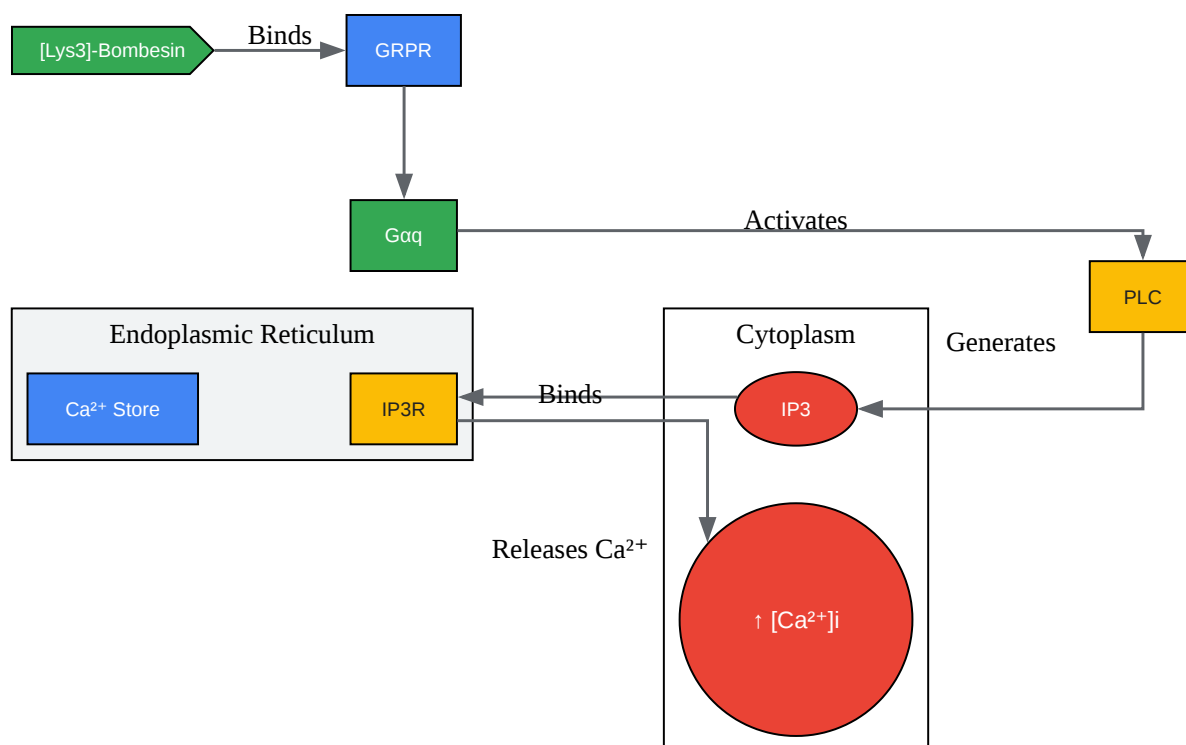 [Lys3]-Bombesin
Binds
GRPR
Gαq
Activates
PLC
Endoplasmic Reticulum
Cytoplasm
Generates
Ca²⁺ Store
IP3R
Binds
IP3
Releases Ca²⁺
↑ [Ca²⁺]i